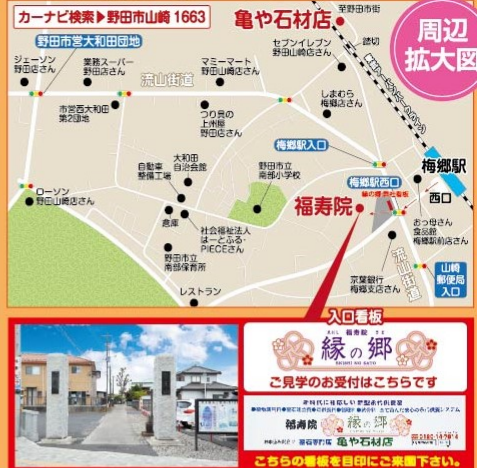 カーナビ検索▶野田市山崎 1663
周辺
拡大図
亀や石材店
至野田市街
踏切
野田市営大和田団地
ジェーソン
野田店さん
業務スーパー
野田店さん
流山街道
マミーマート
野田山崎店さん
セブンイレブン
野田山崎店さん
しまむら
梅郷店さん
市営西大和田
第2団地
つり具の
上州屋
野田店さん
梅郷駅入口
梅郷駅
梅郷駅西口
西口
大和田
自治会館
自動車
整備工場
野田市立
南部小学校
福寿院
ローソン
野田山崎店さん
倉庫
社会福祉法人
はーとふる・
PIECEさん
野田市立
南部保育所
おっ母さん
食品館
梅郷駅前店さん
京葉銀行
梅郷支店さん
流山街道
山崎
郵便局
入口
レストラン
入口看板
福寿院
縁の郷
ご見学のお受付はこちらです
福寿院
縁の郷
亀や石材店
こちらの看板を目印にご来園下さい。